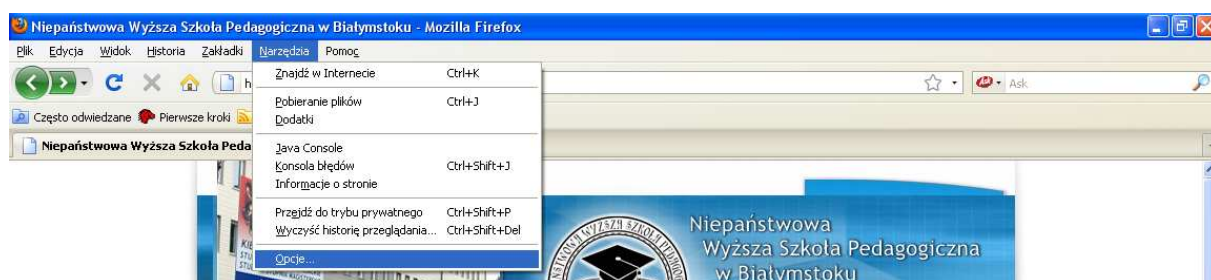 Niepaństwowa Wyższa Szkoła Pedagogiczna w Białymstoku - Mozilla Firefox
Plik Edycja Widok Historia Zakładki Narzędzia Pomoc
Znajdź w Internecie Ctrl+K
h
Ask
Pobieranie plików Ctrl+J
Często odwiedzane Pierwsze kroki
Dodatki
Niepaństwowa Wyższa Szkoła Peda
Java Console
Konsola błędów Ctrl+Shift+J
Informacje o stronie
Przejdź do trybu prywatnego Ctrl+Shift+P
Wyczyść historię przeglądania... Ctrl+Shift+Del
Opcje...
Niepaństwowa
Wyższa Szkoła Pedagogiczna
w Białymstoku